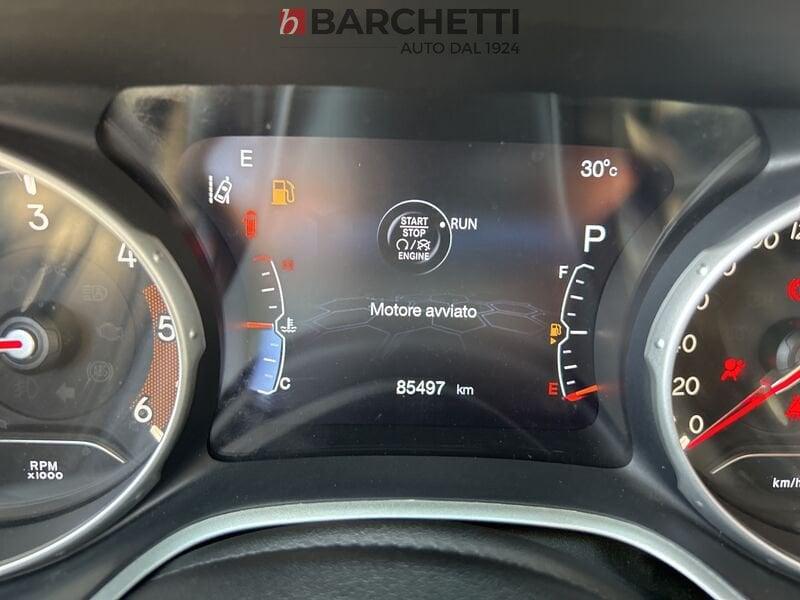 b BARCHETTI
AUTO DAL 1924
E
30°C
START
STOP
ENGINE
RUN
P
3
4
5
6
RPM
x1000
C
F
E
Motore avviato
85497 km
20
0
km/h